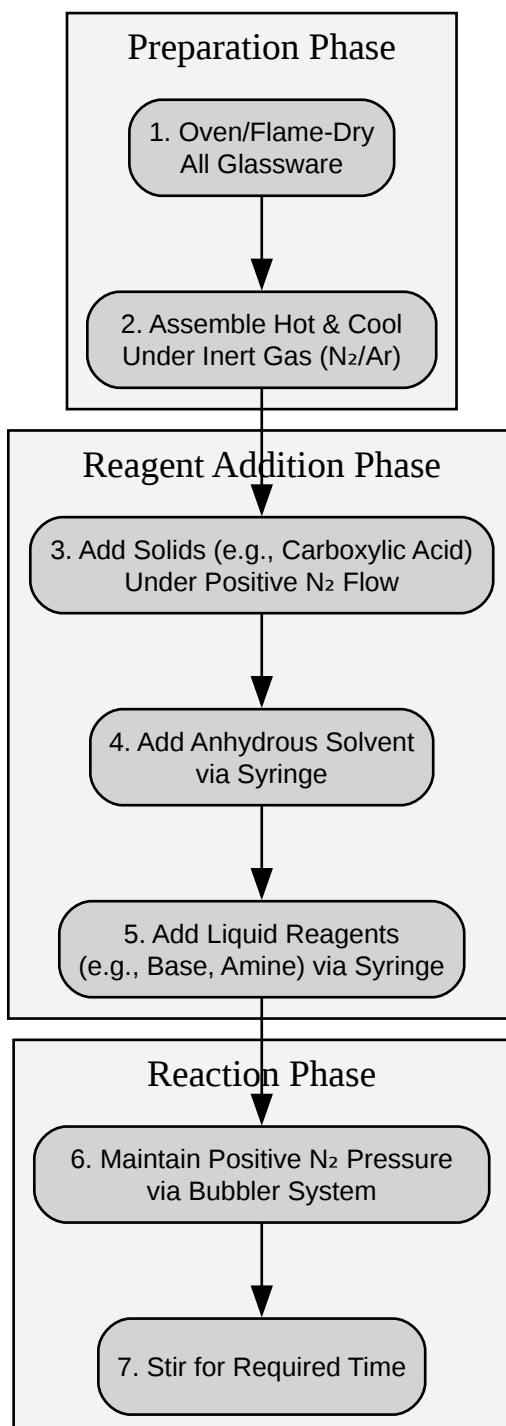 Preparation Phase
1. Oven/Flame-Dry
All Glassware
2. Assemble Hot & Cool
Under Inert Gas (N₂/Ar)
Reagent Addition Phase
3. Add Solids (e.g., Carboxylic Acid)
Under Positive N₂ Flow
4. Add Anhydrous Solvent
via Syringe
5. Add Liquid Reagents
(e.g., Base, Amine) via Syringe
Reaction Phase
6. Maintain Positive N₂ Pressure
via Bubbler System
7. Stir for Required Time